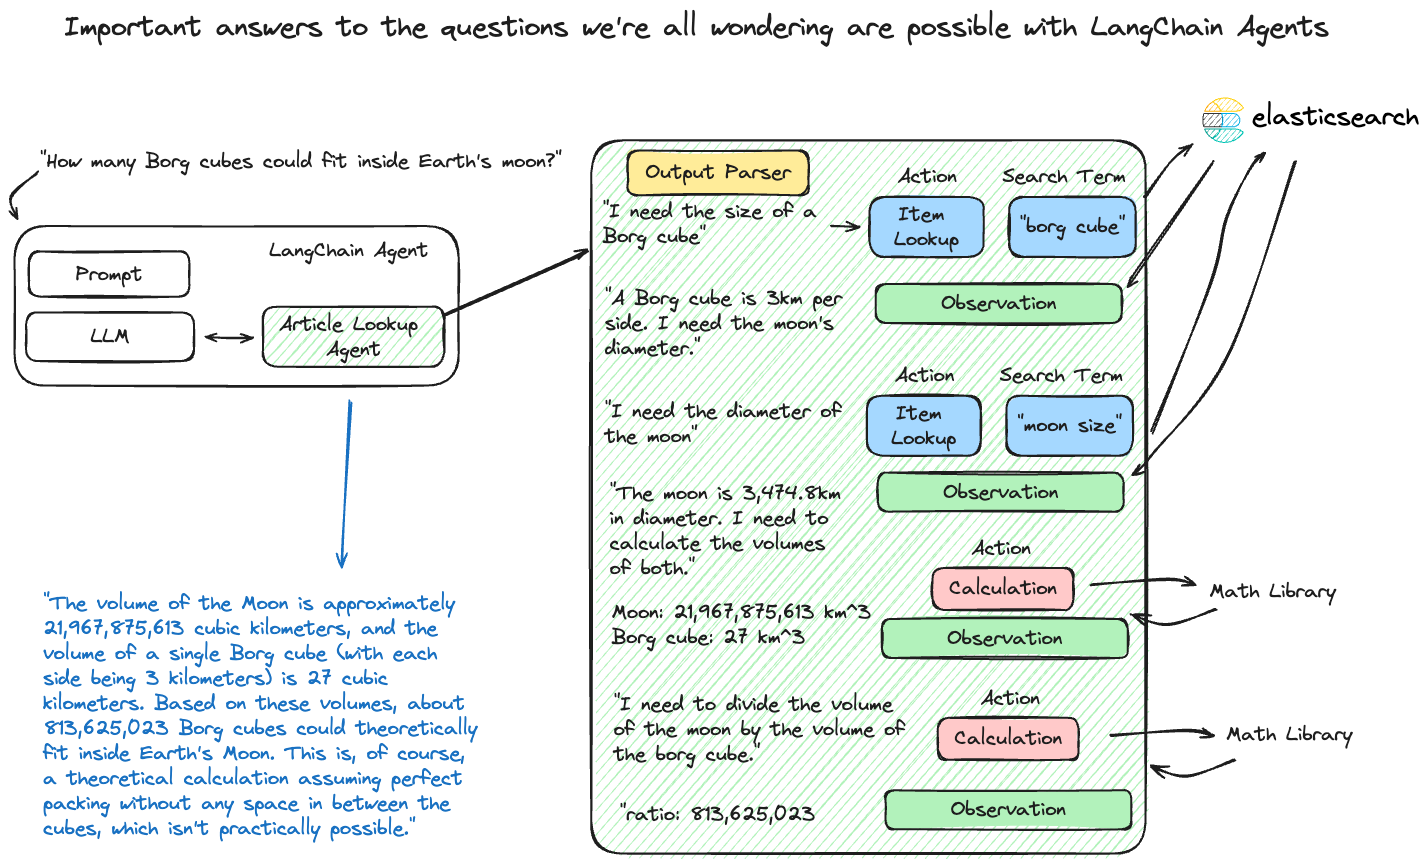 Important answers to the questions we're all wondering are possible with LangChain Agents
elasticsearch
"How many Borg cubes could fit inside Earth's moon?"
LangChain Agent
Prompt
LLM
Article Lookup
Agent
"The volume of the Moon is approximately
21,967,875,613 cubic kilometers, and the
volume of a single Borg cube (with each
side being 3 kilometers) is 27 cubic
kilometers. Based on these volumes, about
813,625,023 Borg cubes could theoretically
fit inside Earth's Moon. This is, of course,
a theoretical calculation assuming perfect
packing without any space in between the
cubes, which isn't practically possible."
Output Parser
Action
Search Term
"I need the size of a
Borg cube"
Item
Lookup
"borg cube"
"A Borg cube is 3km per
side. I need the moon's
diameter."
Observation
Action
Search Term
"I need the diameter of
the moon"
Item
Lookup
"moon size"
"The moon is 3,474.8km
in diameter. I need to
calculate the volumes
of both."
Observation
Action
Calculation
Math Library
Moon: 21,967,875,613 km^3
Borg cube: 27 km^3
Observation
"I need to divide the volume
of the moon by the volume of
the borg cube."
Action
Calculation
Math Library
"ratio: 813,625,023
Observation